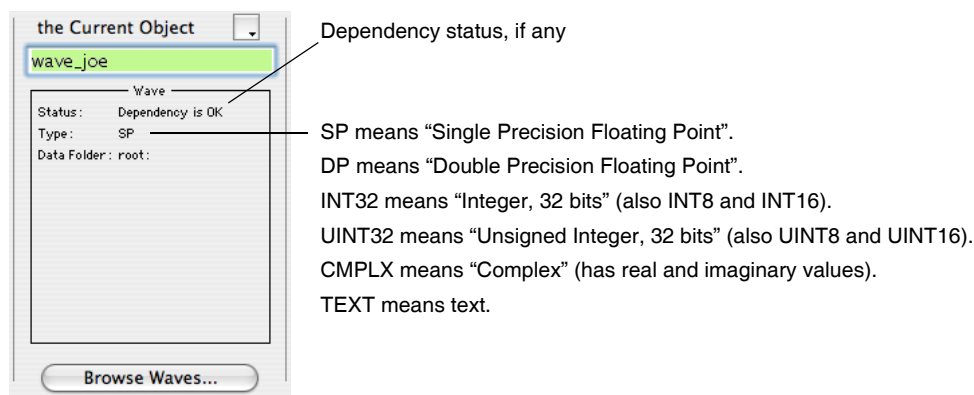 the Current Object
wave_joe
Wave
Status: Dependency is OK
Type: SP
Data Folder: root:
Browse Waves...
Dependency status, if any
SP means “Single Precision Floating Point”.
DP means “Double Precision Floating Point”.
INT32 means “Integer, 32 bits” (also INT8 and INT16).
UINT32 means “Unsigned Integer, 32 bits” (also UINT8 and UINT16).
CMPLX means “Complex” (has real and imaginary values).
TEXT means text.